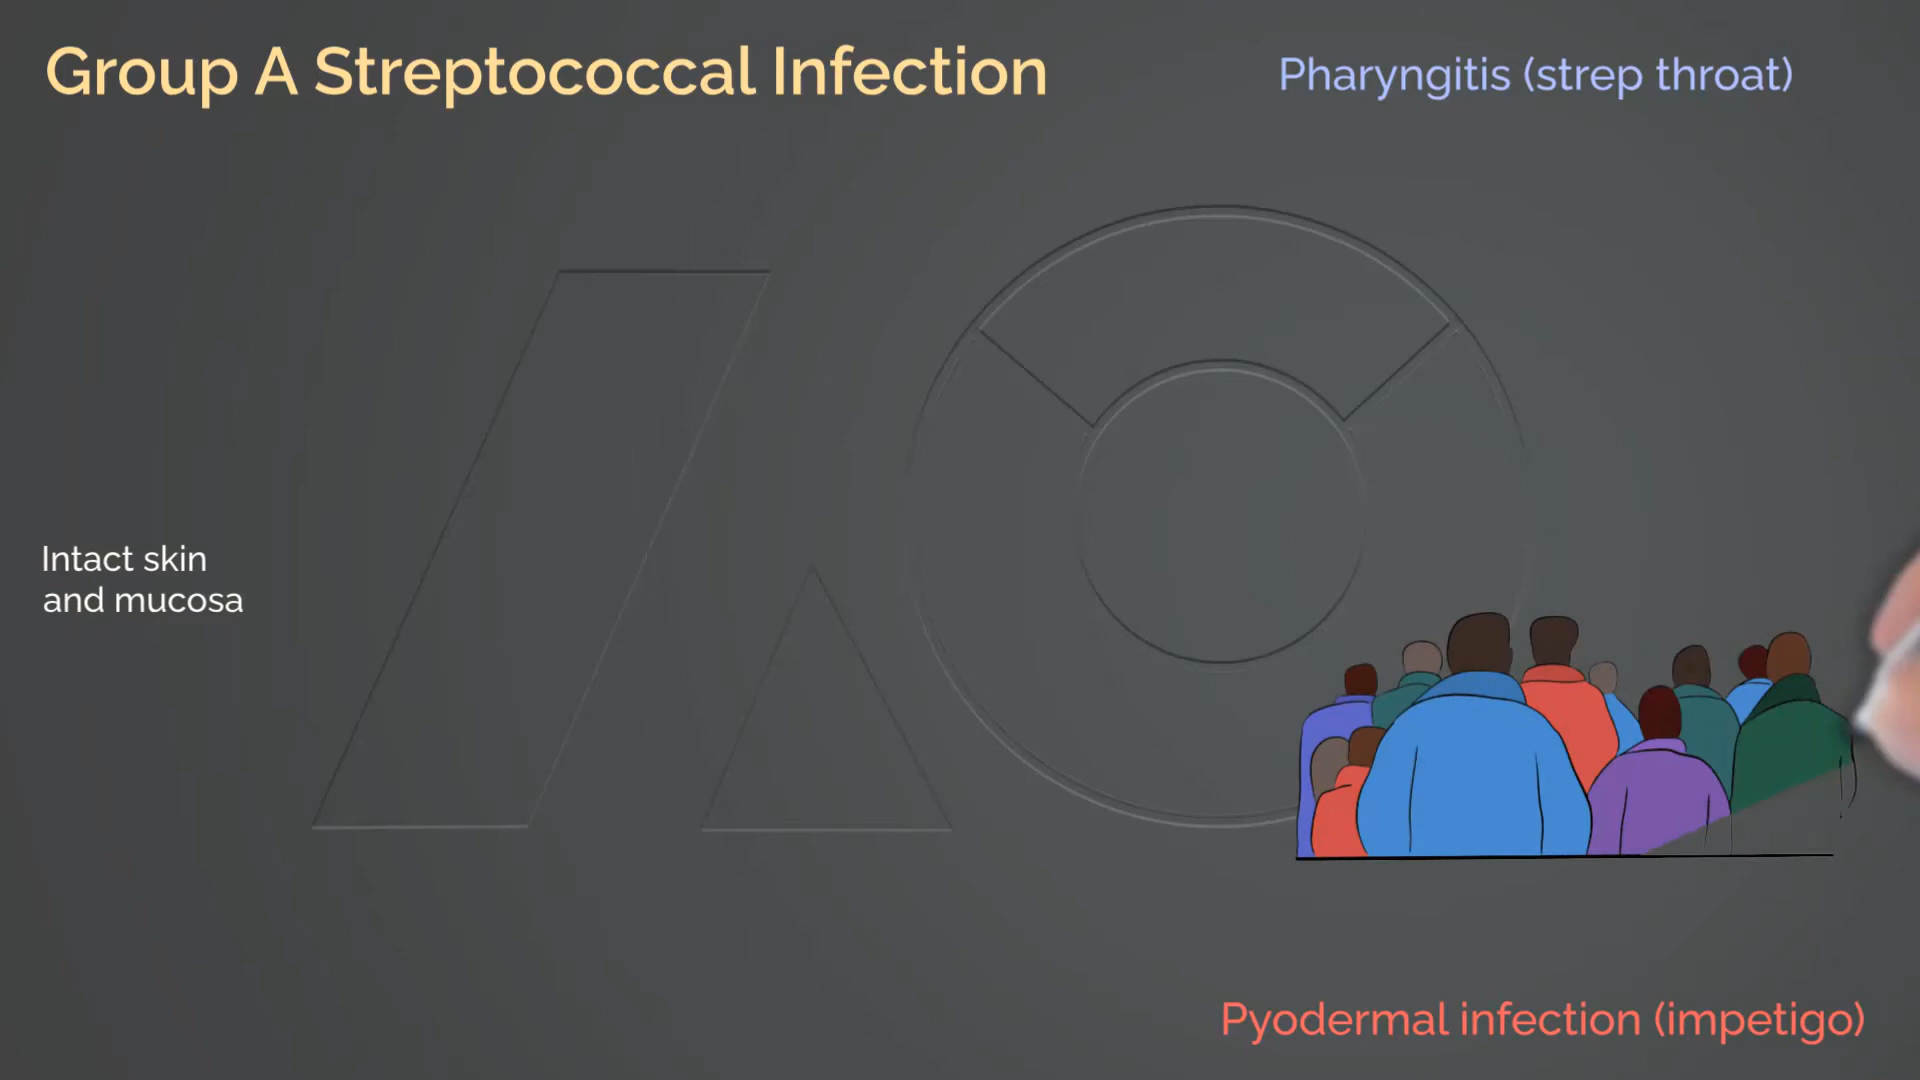 Group A Streptococcal Infection
Pharyngitis (strep throat)
Intact skin
and mucosa
Pyodermal infection (impetigo)